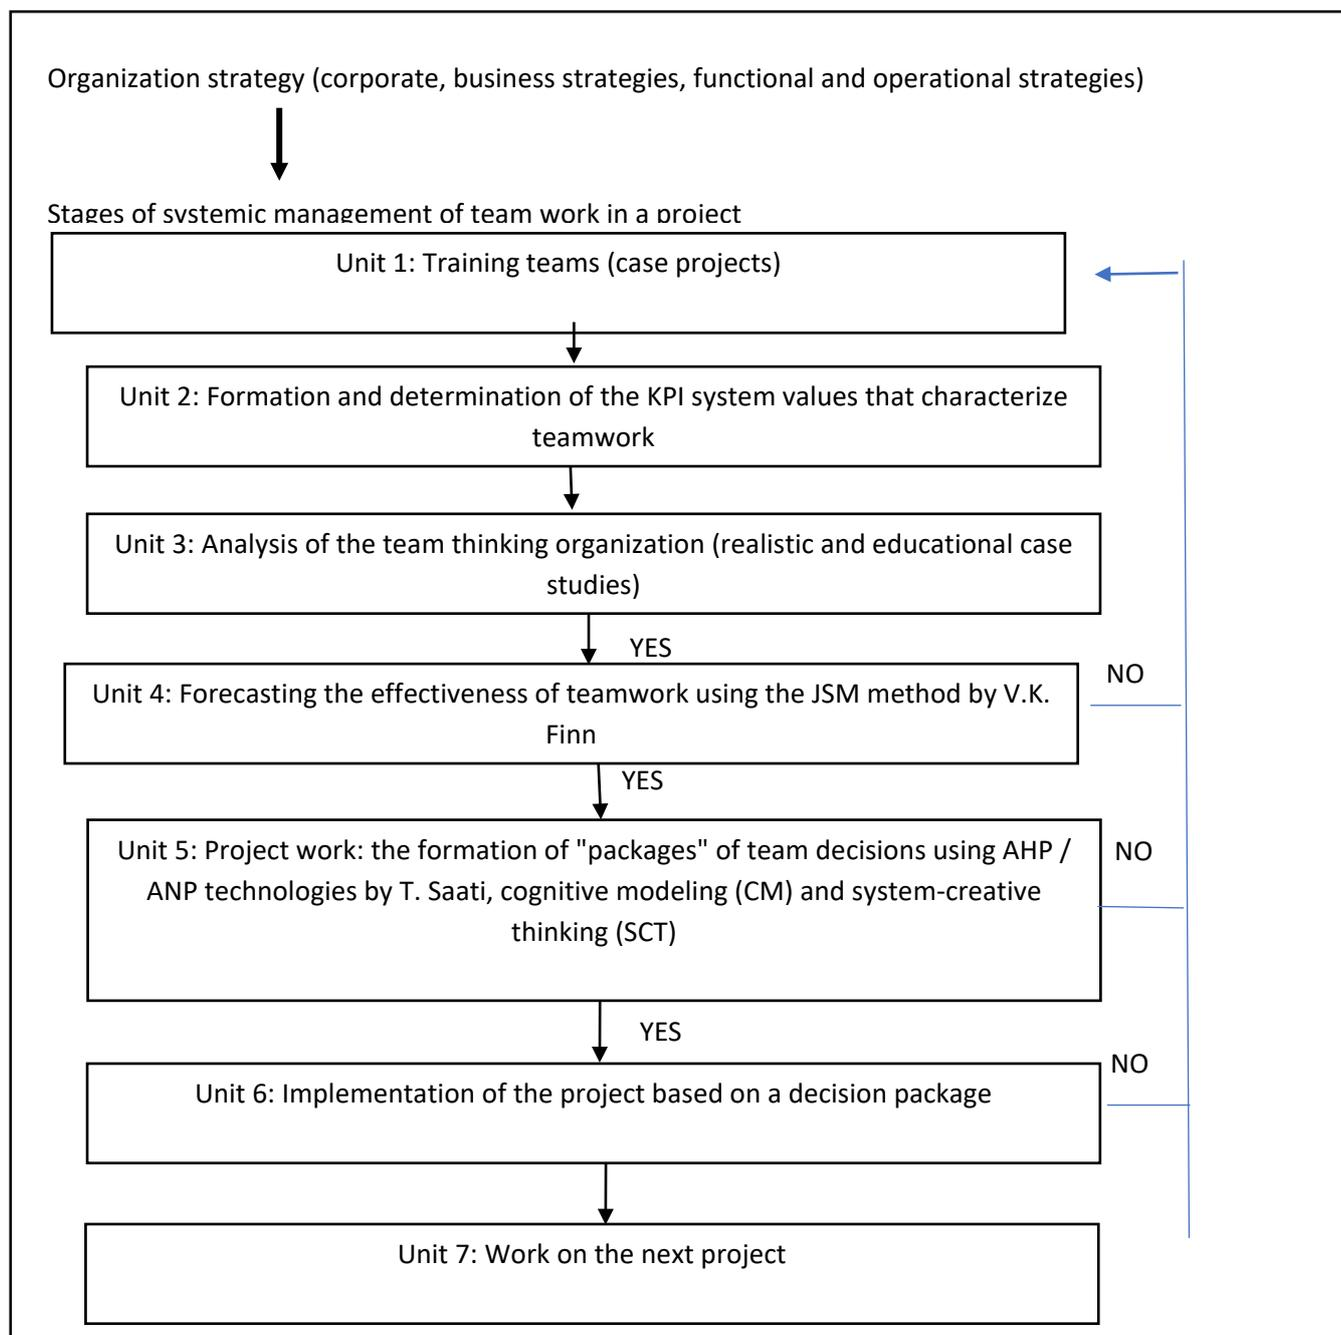 Organization strategy (corporate, business strategies, functional and operational strategies)
Stages of systemic management of team work in a project
Unit 1: Training teams (case projects)
Unit 2: Formation and determination of the KPI system values that characterize
teamwork
Unit 3: Analysis of the team thinking organization (realistic and educational case
studies)
YES
NO
Unit 4: Forecasting the effectiveness of teamwork using the JSM method by V.K.
Finn
YES
Unit 5: Project work: the formation of "packages" of team decisions using AHP /
NO
ANP technologies by T. Saati, cognitive modeling (CM) and system-creative
thinking (SCT)
YES
NO
Unit 6: Implementation of the project based on a decision package
Unit 7: Work on the next project